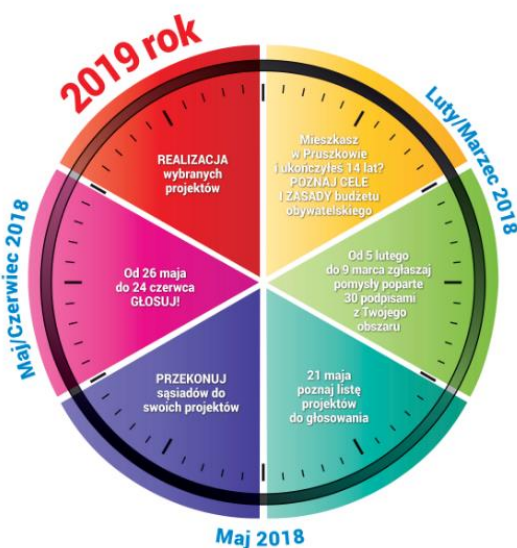 2019 rok
Luty/Marzec 2018
Mieszkasz
w Pruszkowie
i ukończyłeś 14 lat?
POZNAJ CELE
I ZASADY budżetu
obywatelskiego
Od 5 lutego
do 9 marca zgłaszaj
pomysły poparte
30 podpisami
z Twojego
obszaru
21 maja
poznaj listę
projektów
do głosowania
Maj 2018
PRZEKONUJ
sąsiadów do
swoich projektów
Maj/Czerwiec 2018
Od 26 maja
do 24 czerwca
GŁOSUJ!
REALIZACJA
wybranych
projektów